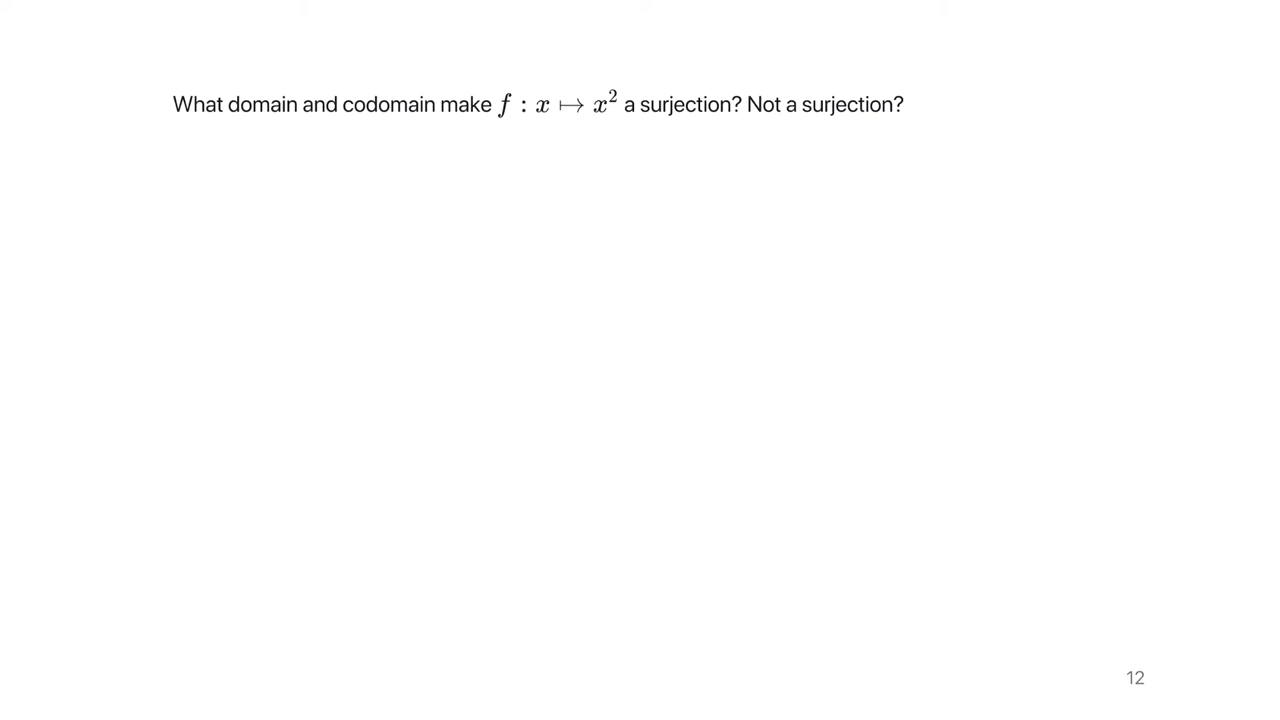 What domain and codomain make f : x ↦ x² a surjection? Not a surjection?
12